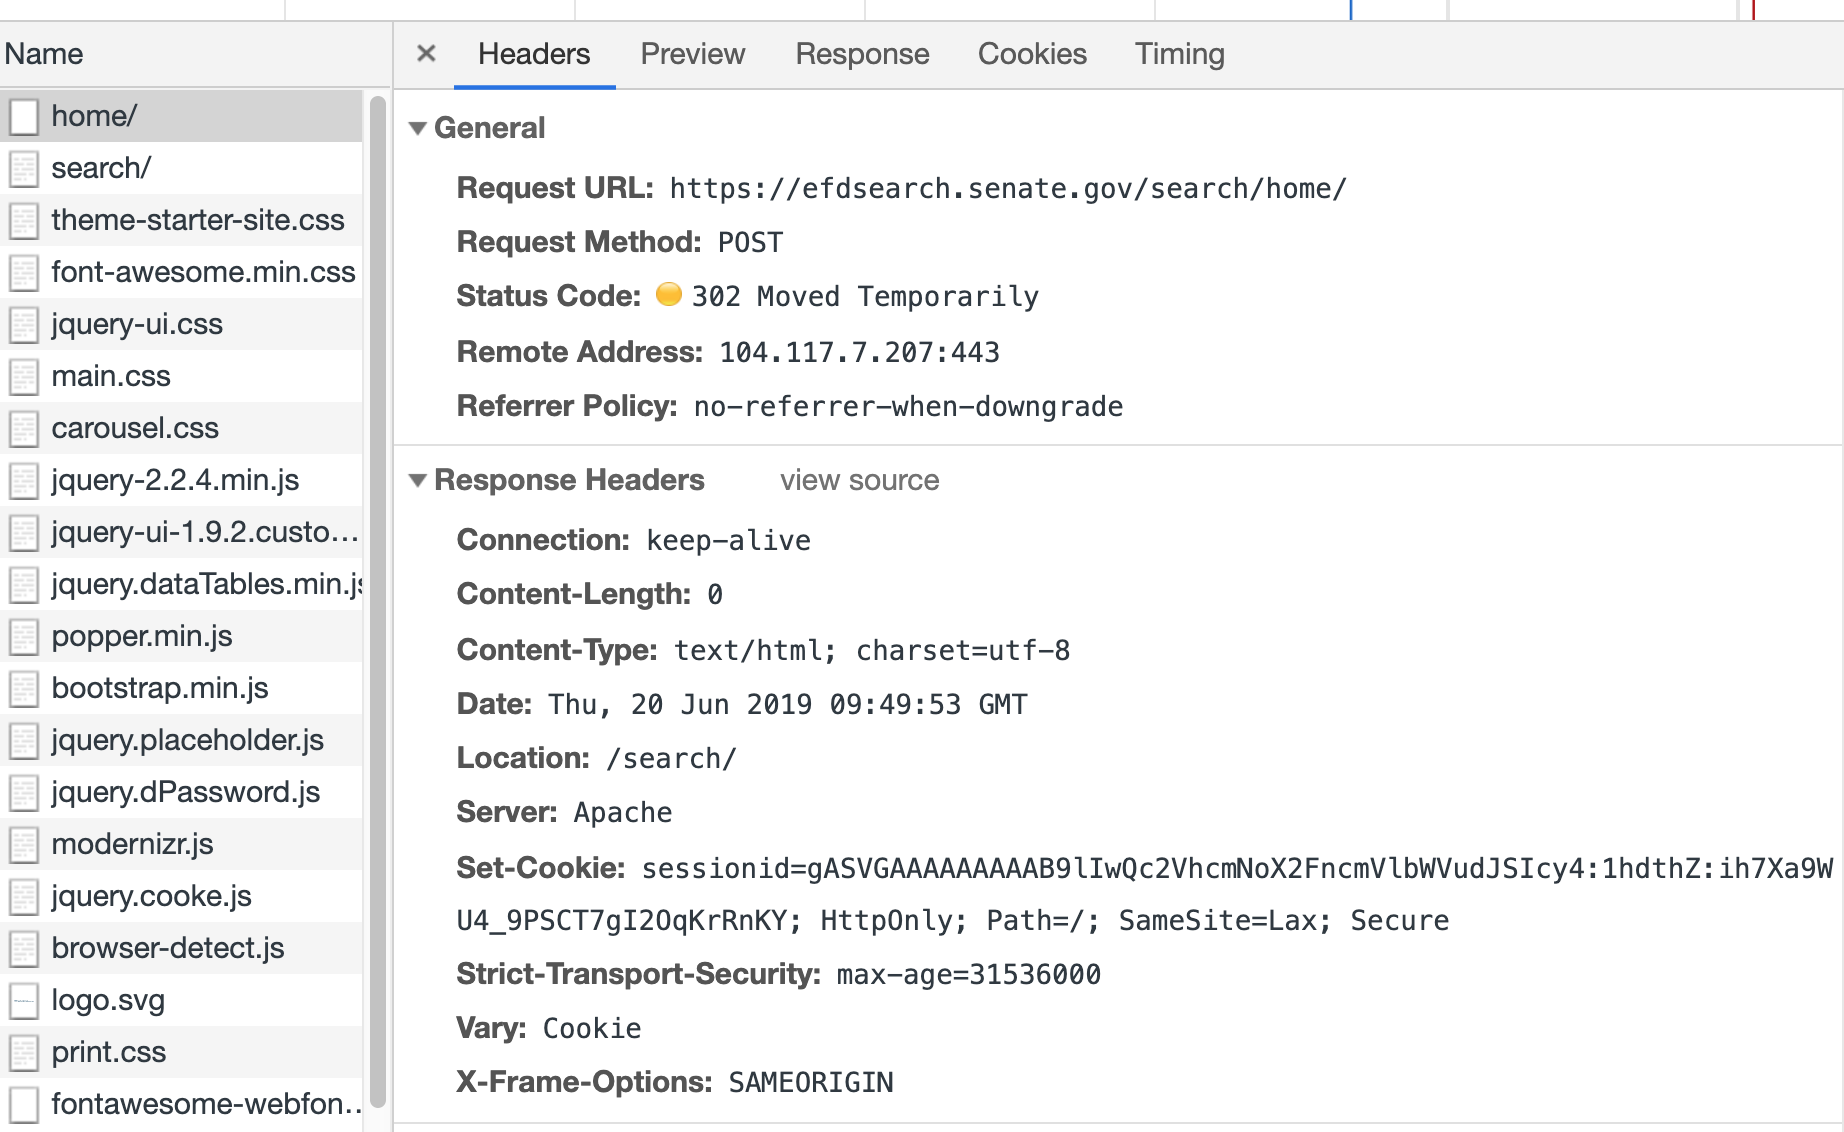 Name
home/
search/
theme-starter-site.css
font-awesome.min.css
jquery-ui.css
main.css
carousel.css
jquery-2.2.4.min.js
jquery-ui-1.9.2.custo…
jquery.dataTables.min.js
popper.min.js
bootstrap.min.js
jquery.placeholder.js
jquery.dPassword.js
modernizr.js
jquery.cooke.js
browser-detect.js
logo.svg
print.css
fontawesome-webfon…
× Headers Preview Response Cookies Timing
▼ General
Request URL: https://efdsearch.senate.gov/search/home/
Request Method: POST
Status Code: 302 Moved Temporarily
Remote Address: 104.117.7.207:443
Referrer Policy: no-referrer-when-downgrade
▼ Response Headers view source
Connection: keep-alive
Content-Length: 0
Content-Type: text/html; charset=utf-8
Date: Thu, 20 Jun 2019 09:49:53 GMT
Location: /search/
Server: Apache
Set-Cookie: sessionid=gASVGAAAAAAAAAB9lIwQc2VhcmNoX2FncmVlbWVudJSIcy4:1hdthZ:ih7Xa9W
U4_9PSCT7gI2OqKrRnKY; HttpOnly; Path=/; SameSite=Lax; Secure
Strict-Transport-Security: max-age=31536000
Vary: Cookie
X-Frame-Options: SAMEORIGIN